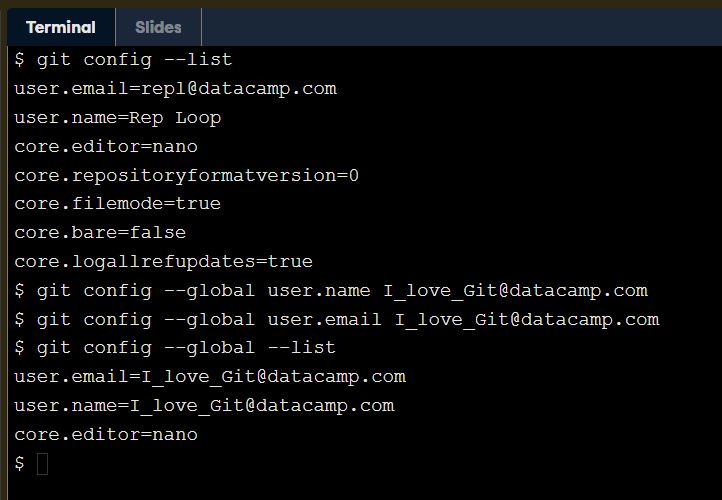 Terminal Slides
$ git config --list
user.email=repl@datacamp.com
user.name=Rep Loop
core.editor=nano
core.repositoryformatversion=0
core.filemode=true
core.bare=false
core.logallrefupdates=true
$ git config --global user.name I_love_Git@datacamp.com
$ git config --global user.email I_love_Git@datacamp.com
$ git config --global --list
user.email=I_love_Git@datacamp.com
user.name=I_love_Git@datacamp.com
core.editor=nano
$